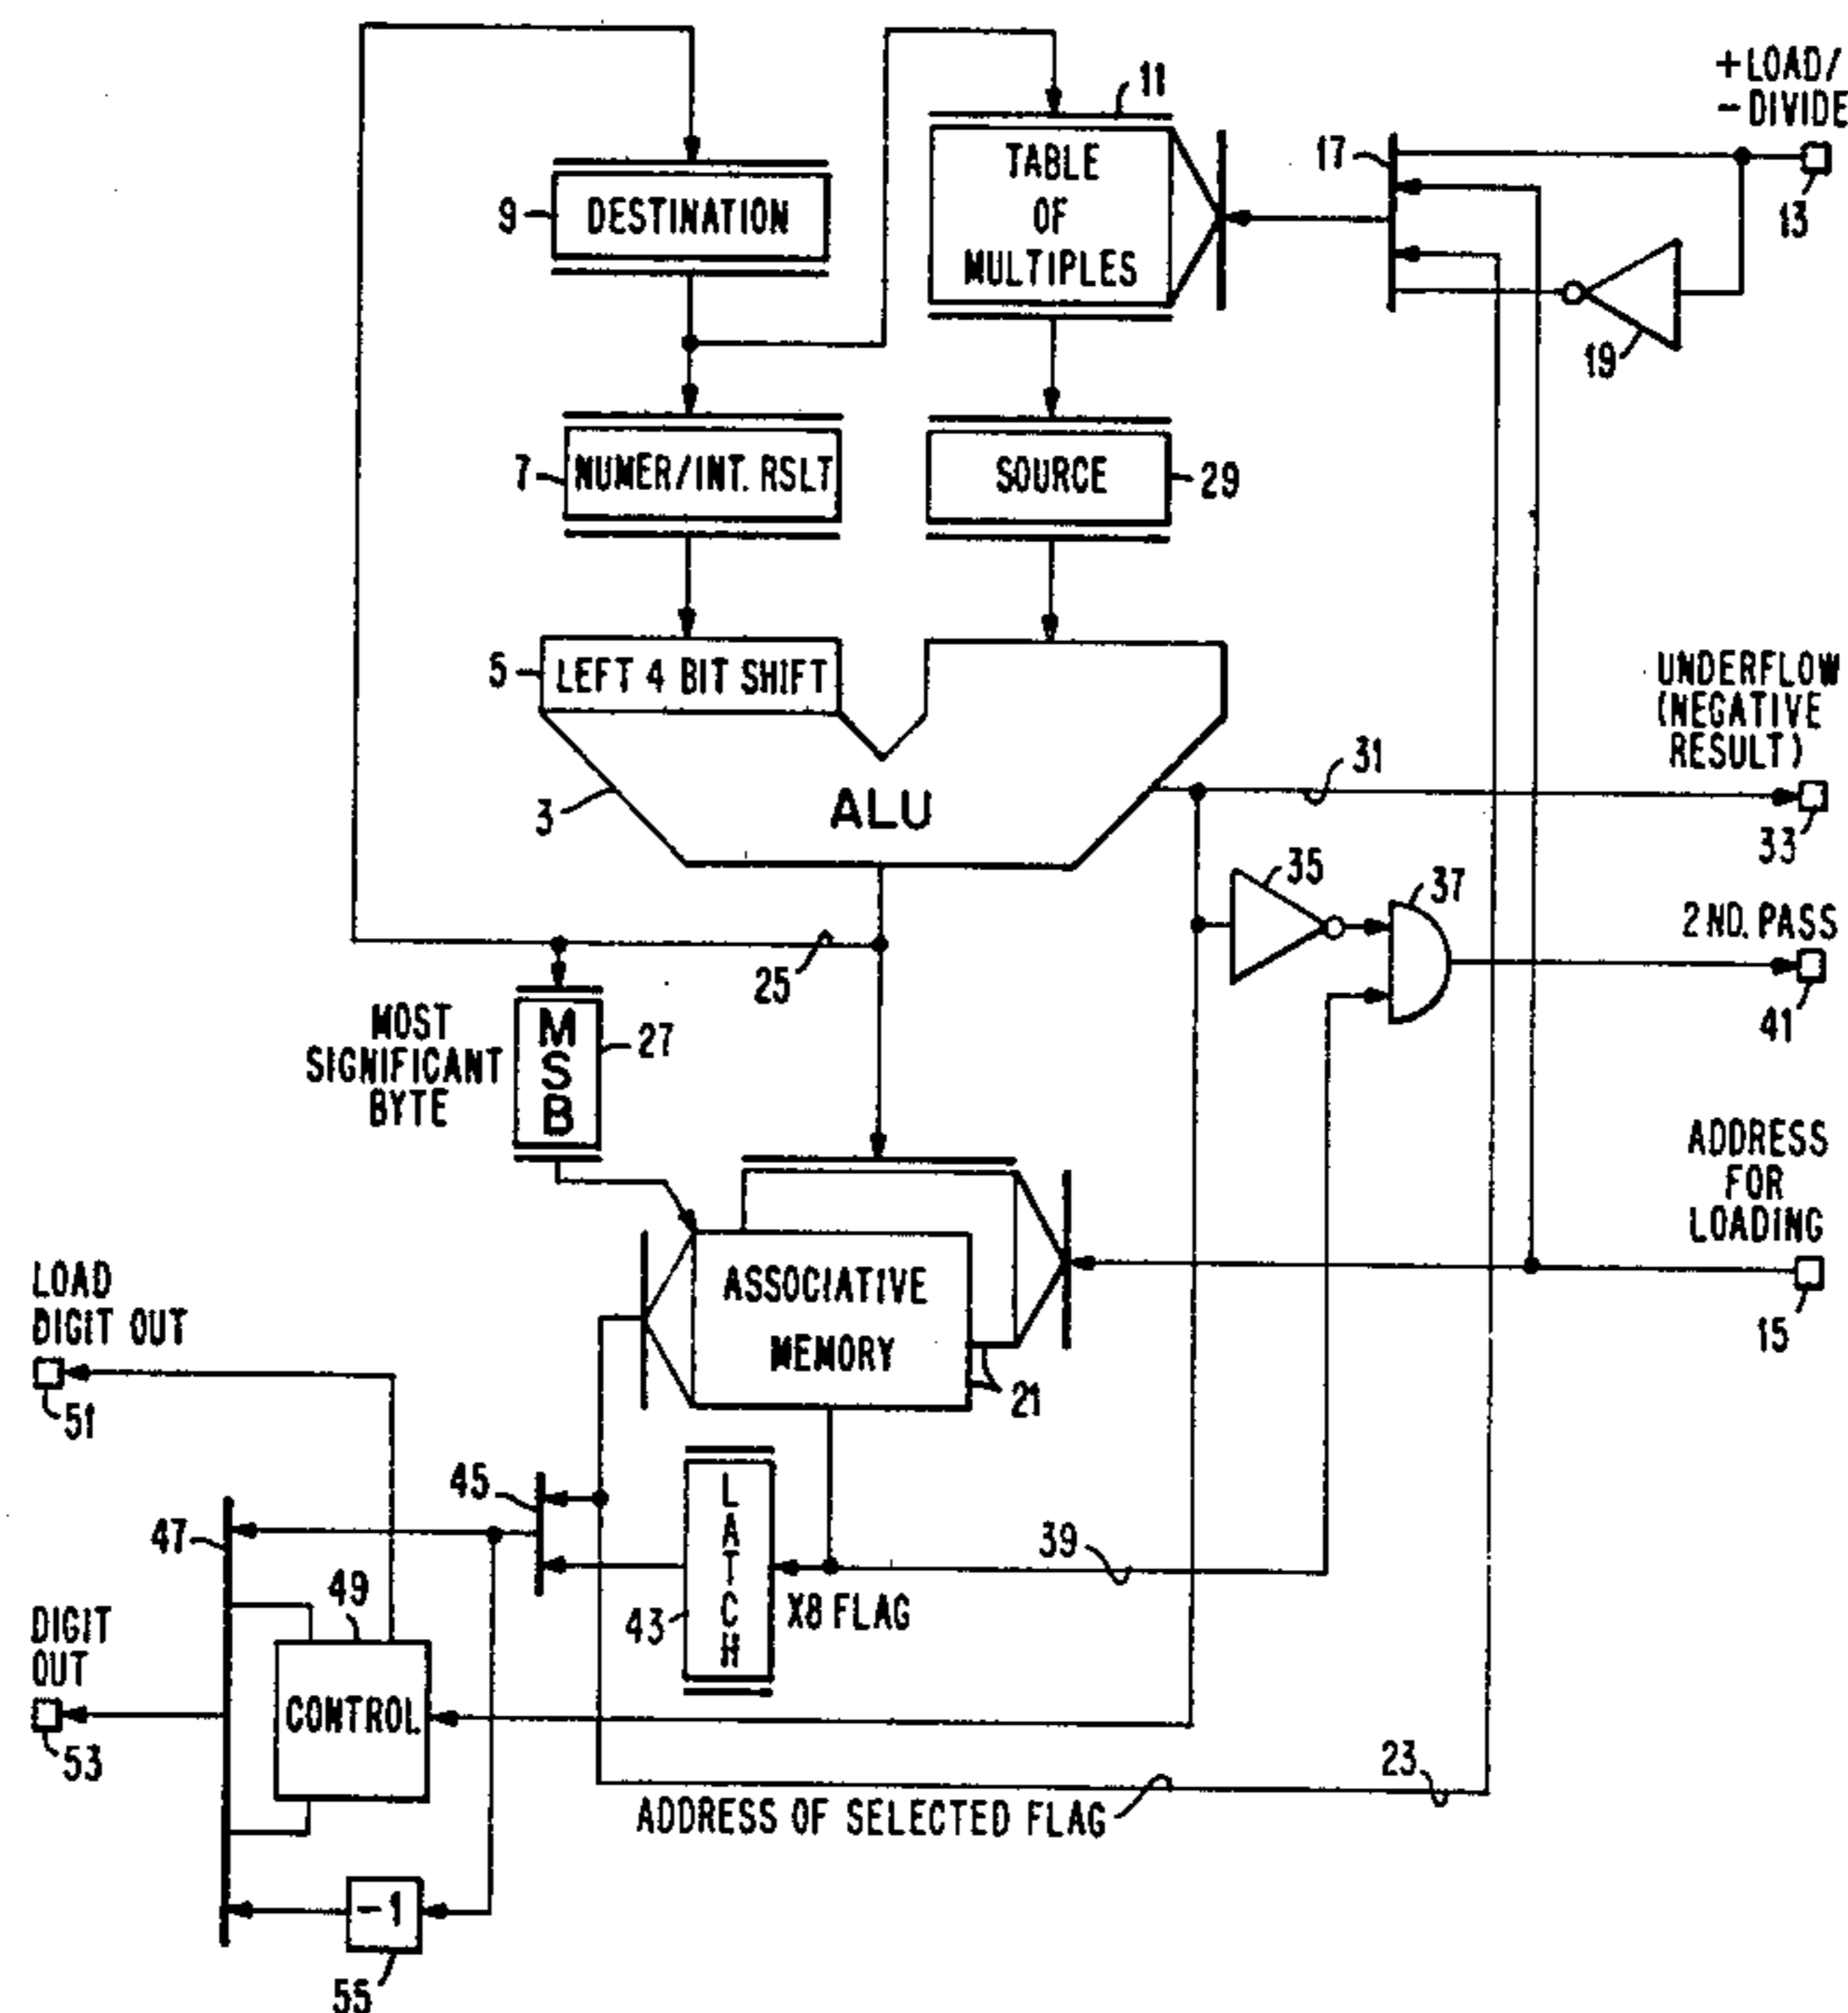 +LOAD/
-DIVIDE
11
17
13
TABLE
OF
MULTIPLES
9
DESTINATION
19
7
NUMER/INT. RSLT
SOURCE
29
5
LEFT 4 BIT SHIFT
UNDERFLOW
(NEGATIVE
RESULT)
31
3
ALU
33
35
37
2 ND. PASS
25
41
MOST
SIGNIFICANT
BYTE
M
S
B
27
ADDRESS
FOR
LOADING
LOAD
DIGIT OUT
ASSOCIATIVE
MEMORY
15
21
51
45
L
A
T
C
H
47
39
49
43
X8 FLAG
DIGIT
OUT
CONTROL
53
23
ADDRESS OF SELECTED FLAG
-1
55